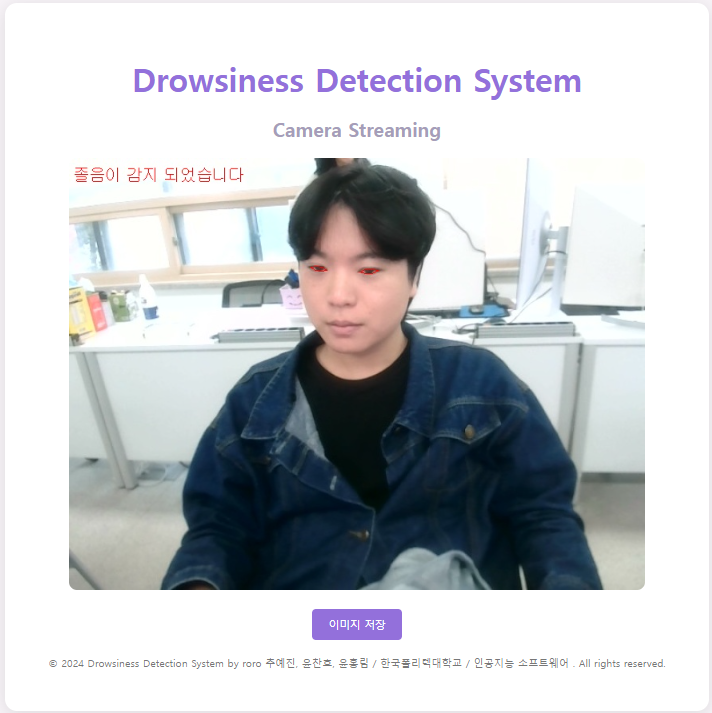 Drowsiness Detection System
Camera Streaming
졸음이 감지 되었습니다
이미지 저장
© 2024 Drowsiness Detection System by roro 추예진, 윤찬호, 윤홍림 / 한국폴리텍대학교 / 인공지능 소프트웨어 . All rights reserved.